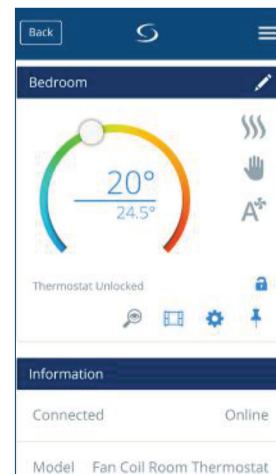 Back
Bedroom
20°
24.5°
A
Thermostat Unlocked
Information
Connected Online
Model Fan Coil Room Thermostat